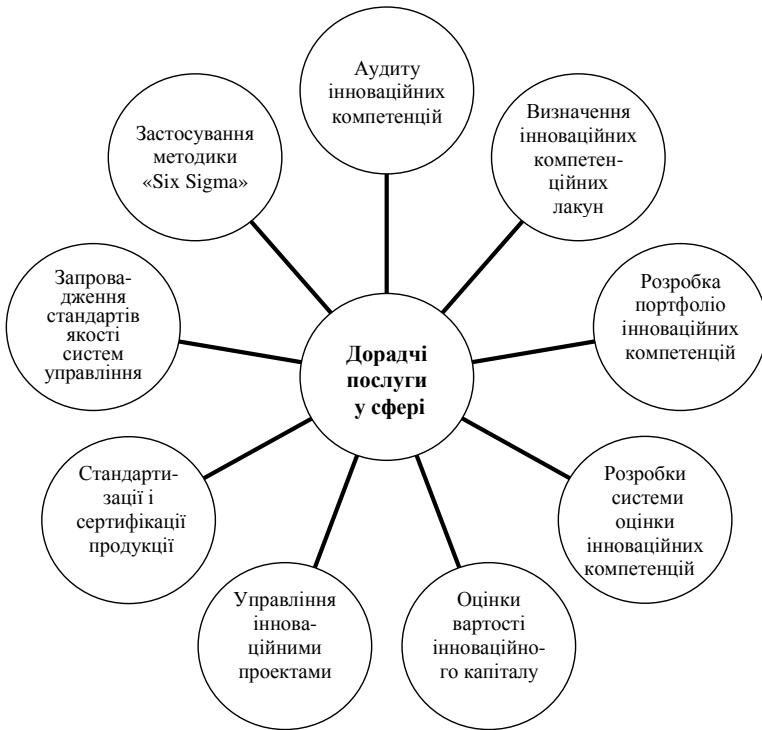 Аудиту
інноваційних
компетенцій
Визначення
інноваційних
компетен-
ційних
лакун
Розробка
портфоліо
інноваційних
компетенцій
Розробки
системи
оцінки
інноваційних
компетенцій
Оцінки
вартості
інноваційно-
го капіталу
Управління
іннова-
ційними
проектами
Стандарти-
зації і
сертифікації
продукції
Запрова-
дження
стандартів
якості
систем
управління
Застосування
методики
«Six Sigma»
Дорадчі
послуги
у сфері